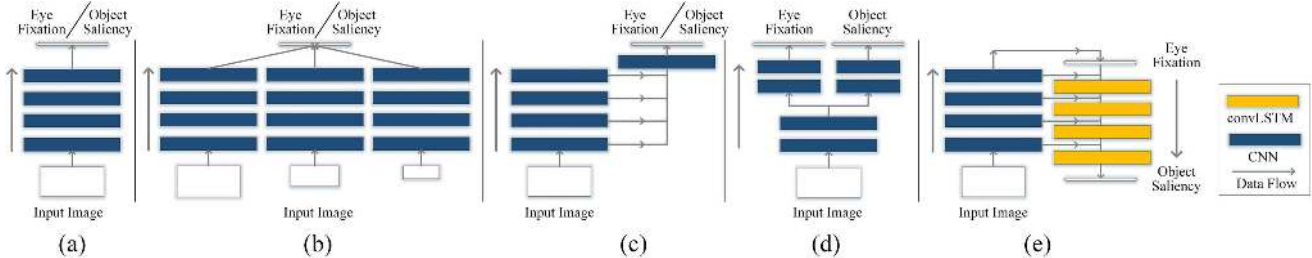 Eye Fixation / Object Saliency
Input Image
(a)
Eye Fixation / Object Saliency
Input Image
(b)
Eye Fixation / Object Saliency
Input Image
(c)
Eye Fixation
Object Saliency
Input Image
(d)
Eye Fixation
Object Saliency
Input Image
(e)
convLSTM
CNN
Data Flow